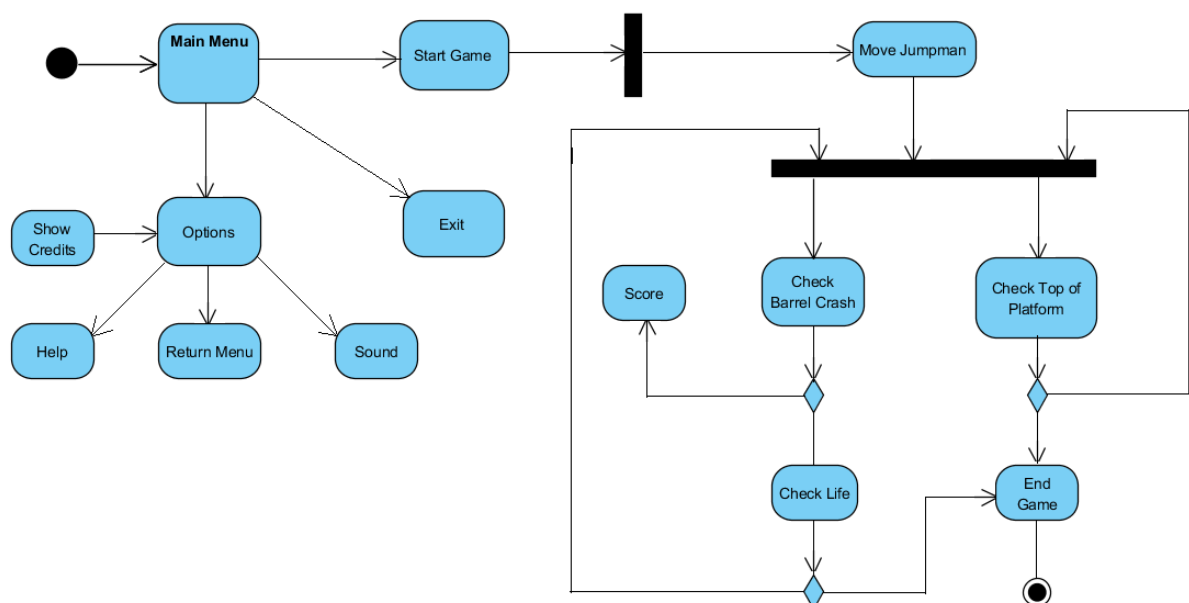 Main Menu
Start Game
Move Jumpman
Show
Credits
Options
Exit
Score
Check
Barrel Crash
Check Top of
Platform
Help
Return Menu
Sound
Check Life
End
Game